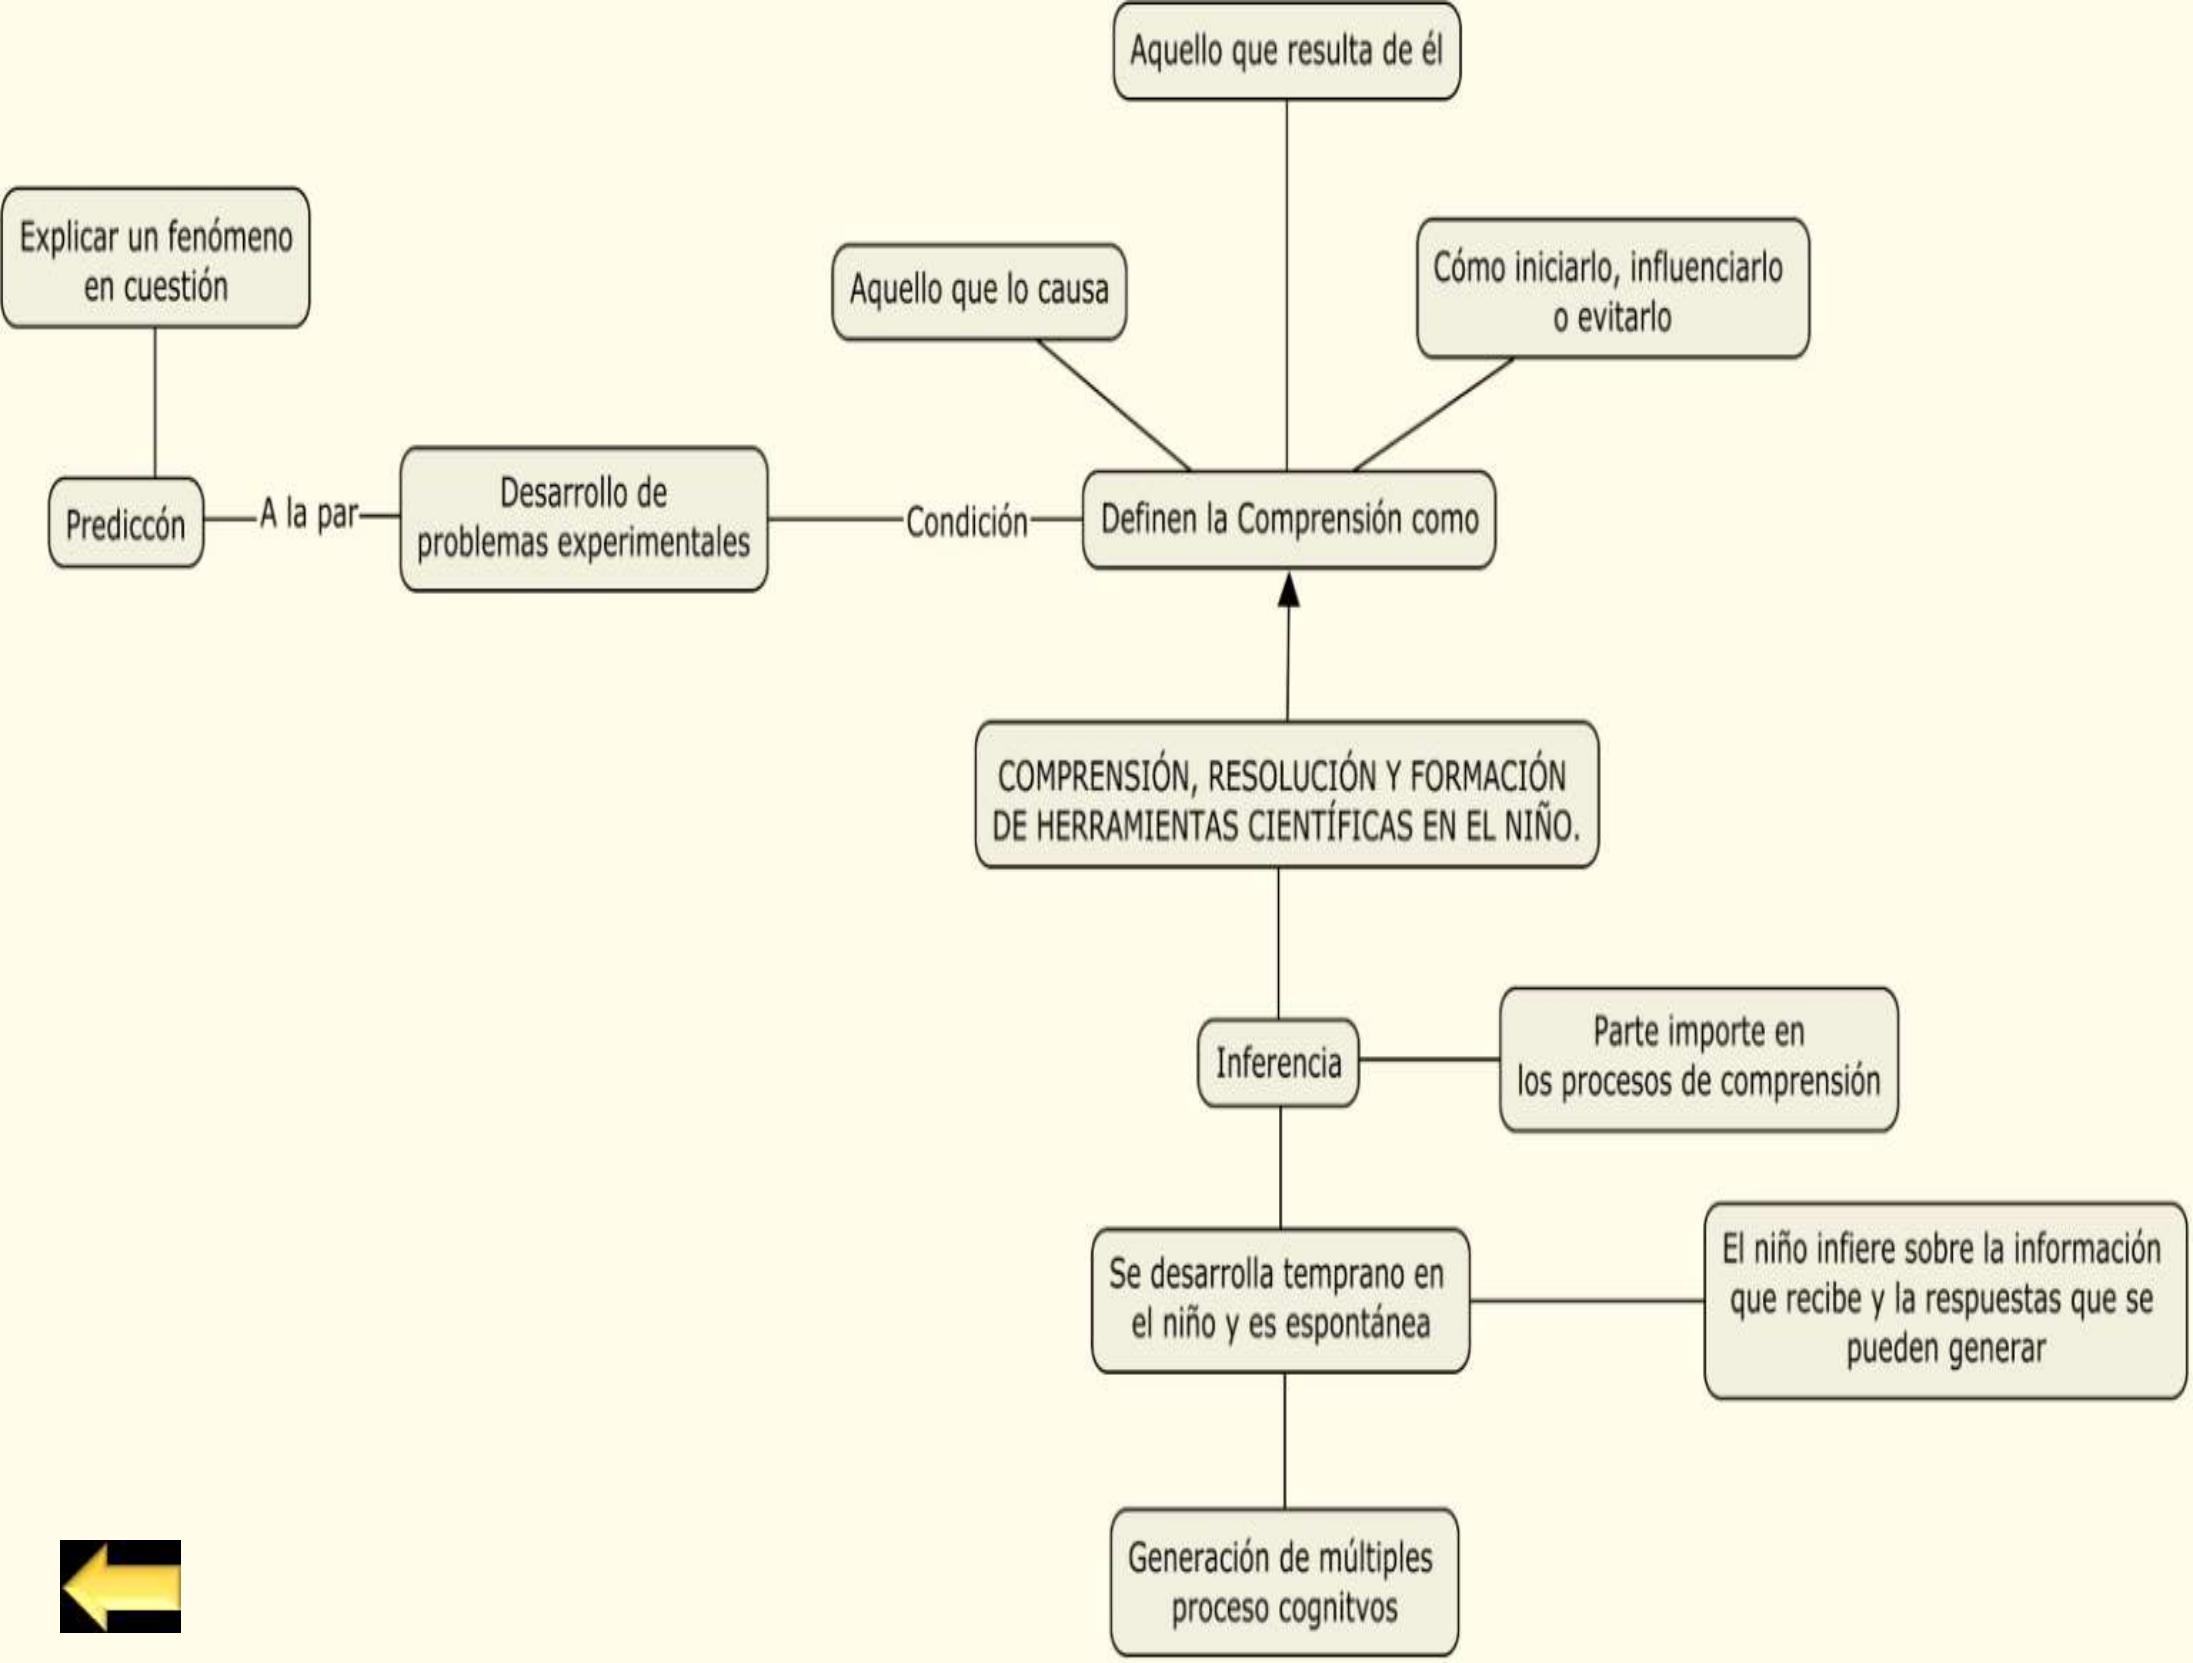 Aquello que resulta de él
Explicar un fenómeno
en cuestión
Aquello que lo causa
Cómo iniciarlo, influenciarlo
o evitarlo
Prediccón
A la par
Desarrollo de
problemas experimentales
Condición
Definen la Comprensión como
COMPRENSIÓN, RESOLUCIÓN Y FORMACIÓN
DE HERRAMIENTAS CIENTÍFICAS EN EL NIÑO.
Inferencia
Parte importe en
los procesos de comprensión
Se desarrolla temprano en
el niño y es espontánea
El niño infiere sobre la información
que recibe y la respuestas que se
pueden generar
Generación de múltiples
proceso cognitvos